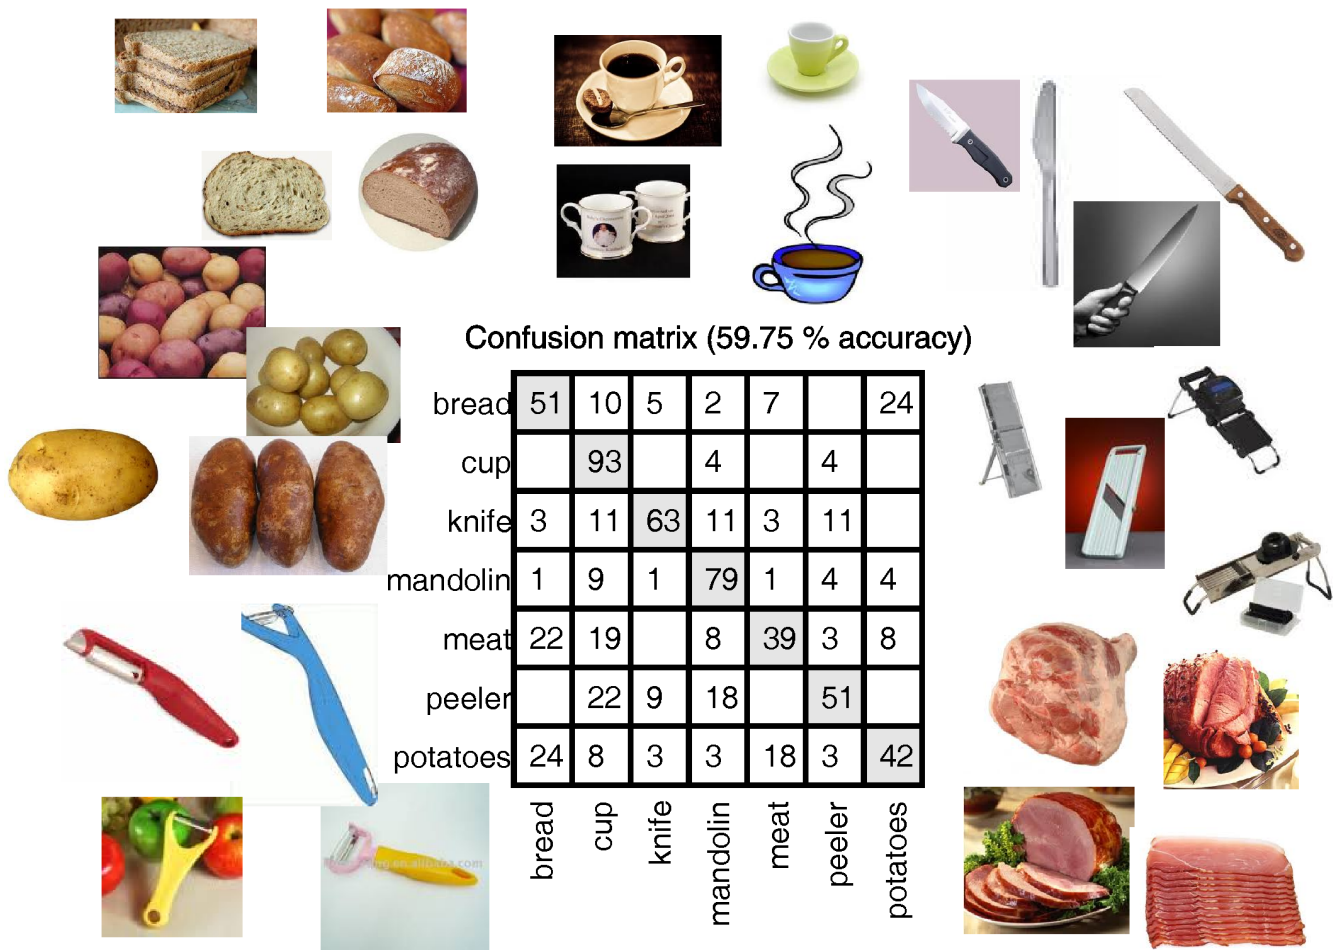 Confusion matrix (59.75 % accuracy)
bread 51 10 5 2 7 24
cup 93 4 4
knife 3 11 63 11 3 11
mandolin 1 9 1 79 1 4 4
meat 22 19 8 39 3 8
peeler 22 9 18 51
potatoes 24 8 3 3 18 3 42
bread cup knife mandolin meat peeler potatoes